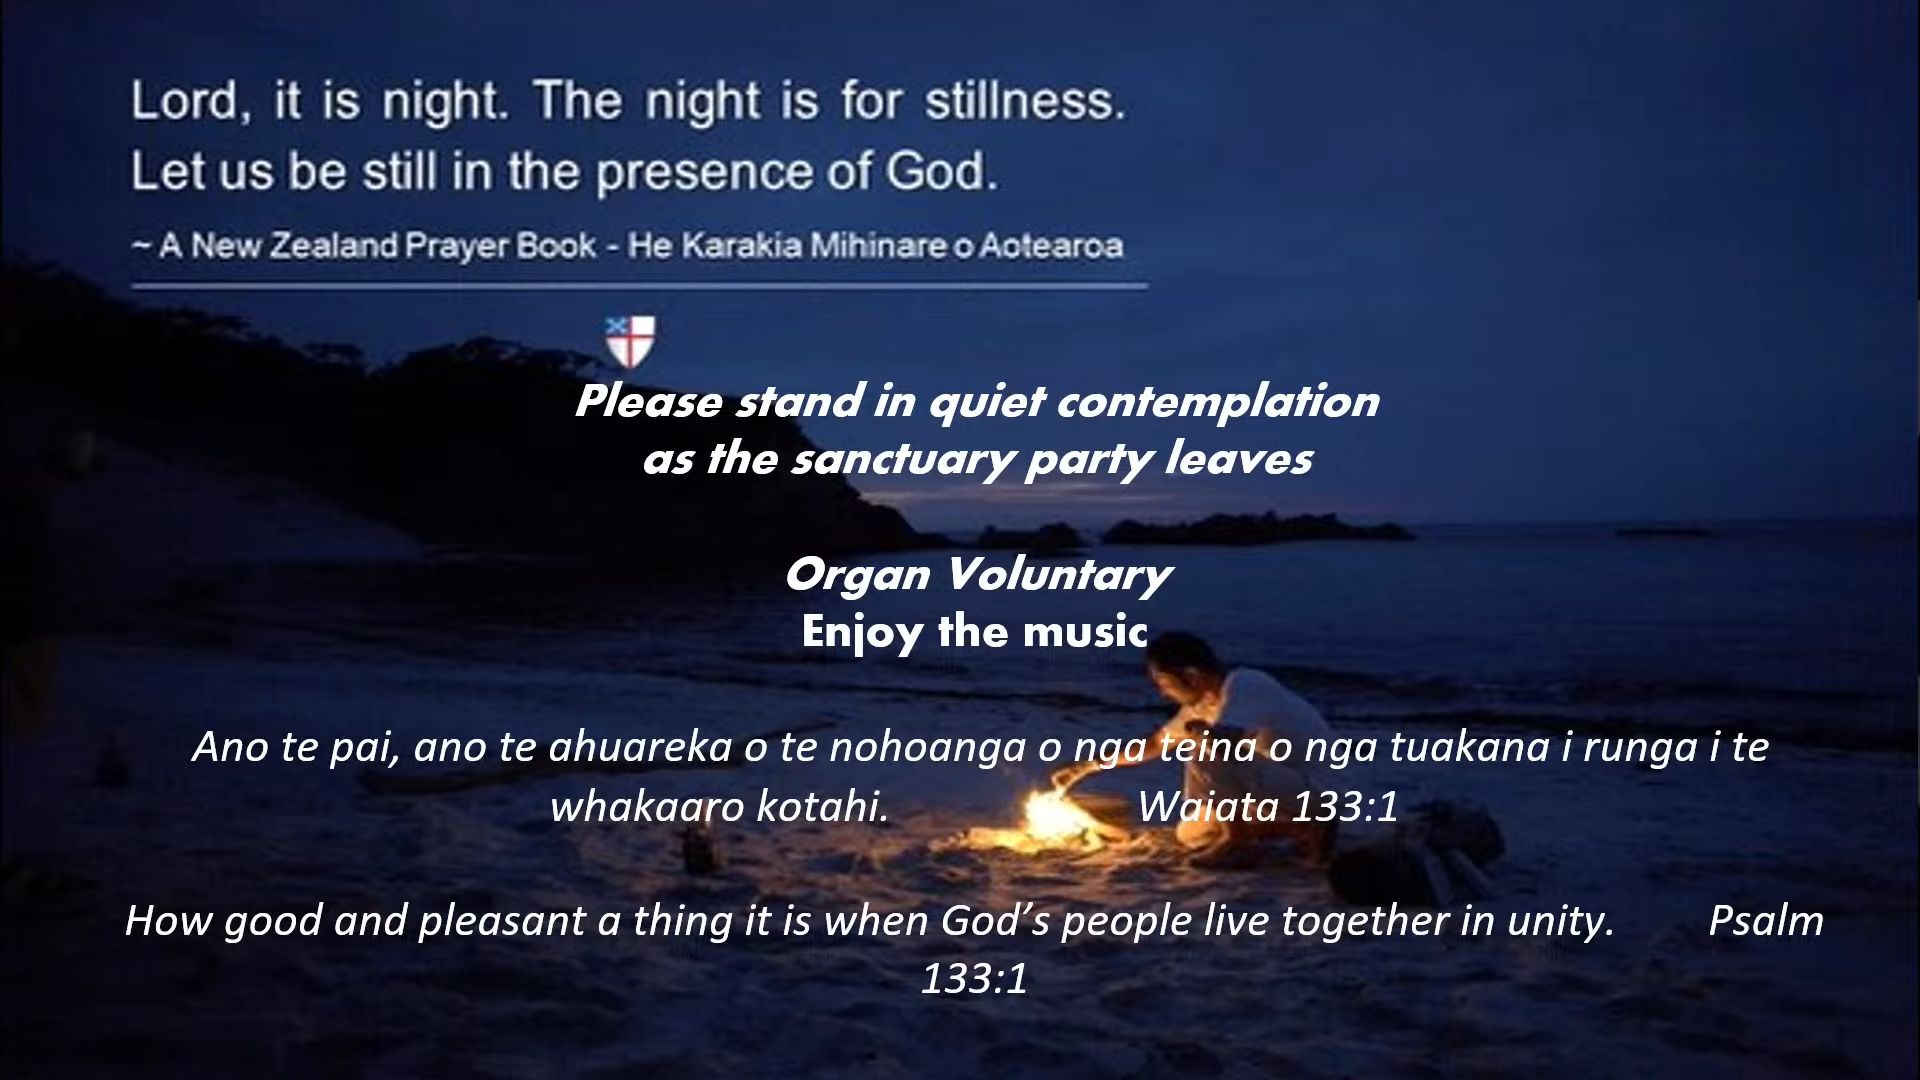 Lord, it is night. The night is for stillness.
Let us be still in the presence of God.
~ A New Zealand Prayer Book - He Karakia Mihinare o Aotearoa
Please stand in quiet contemplation
as the sanctuary party leaves
Organ Voluntary
Enjoy the music
Ano te pai, ano te ahuareka o te nohoanga o nga teina o nga tuakana i runga i te
whakaaro kotahi. Waiata 133:1
How good and pleasant a thing it is when God’s people live together in unity. Psalm
133:1